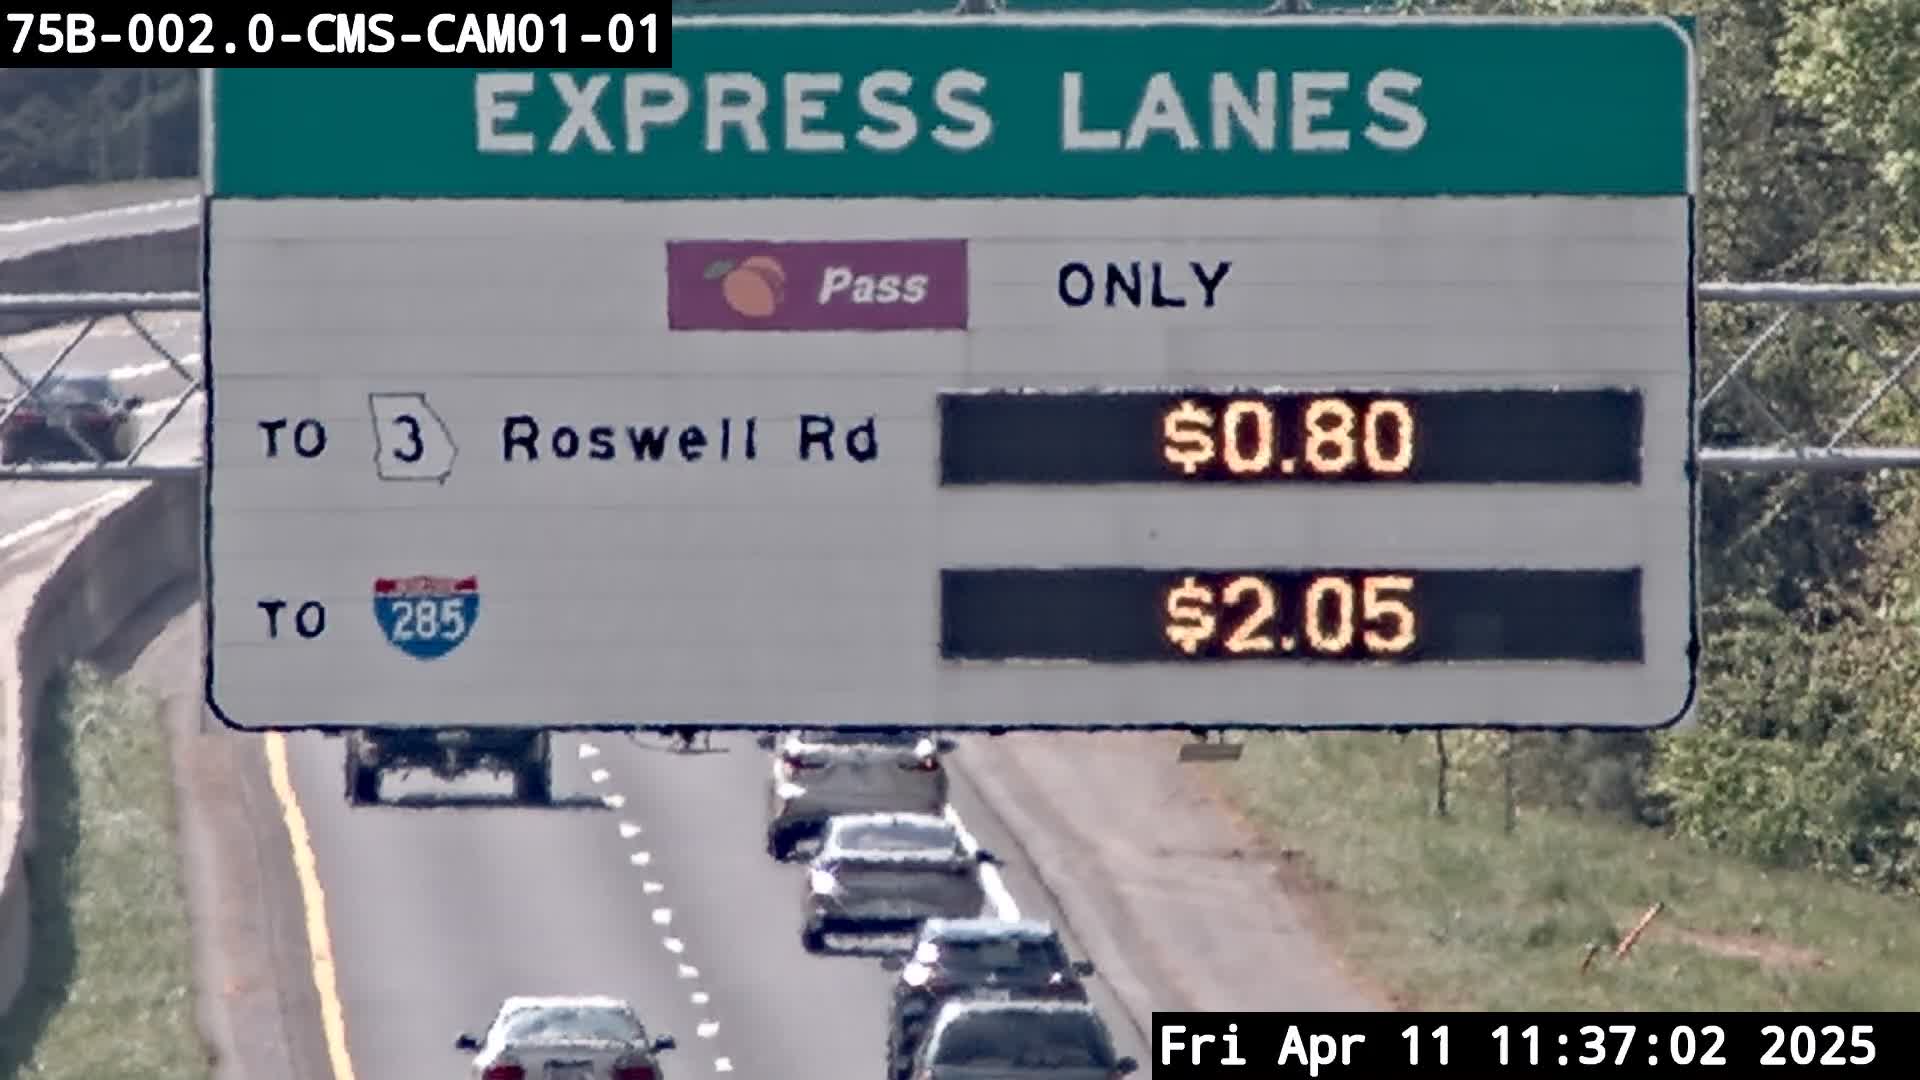 75B-002.0-CMS-CAM01-01
EXPRESS LANES
Pass ONLY
TO 3 Roswell Rd $0.80
TO 285 $2.05
Fri Apr 11 11:37:02 2025